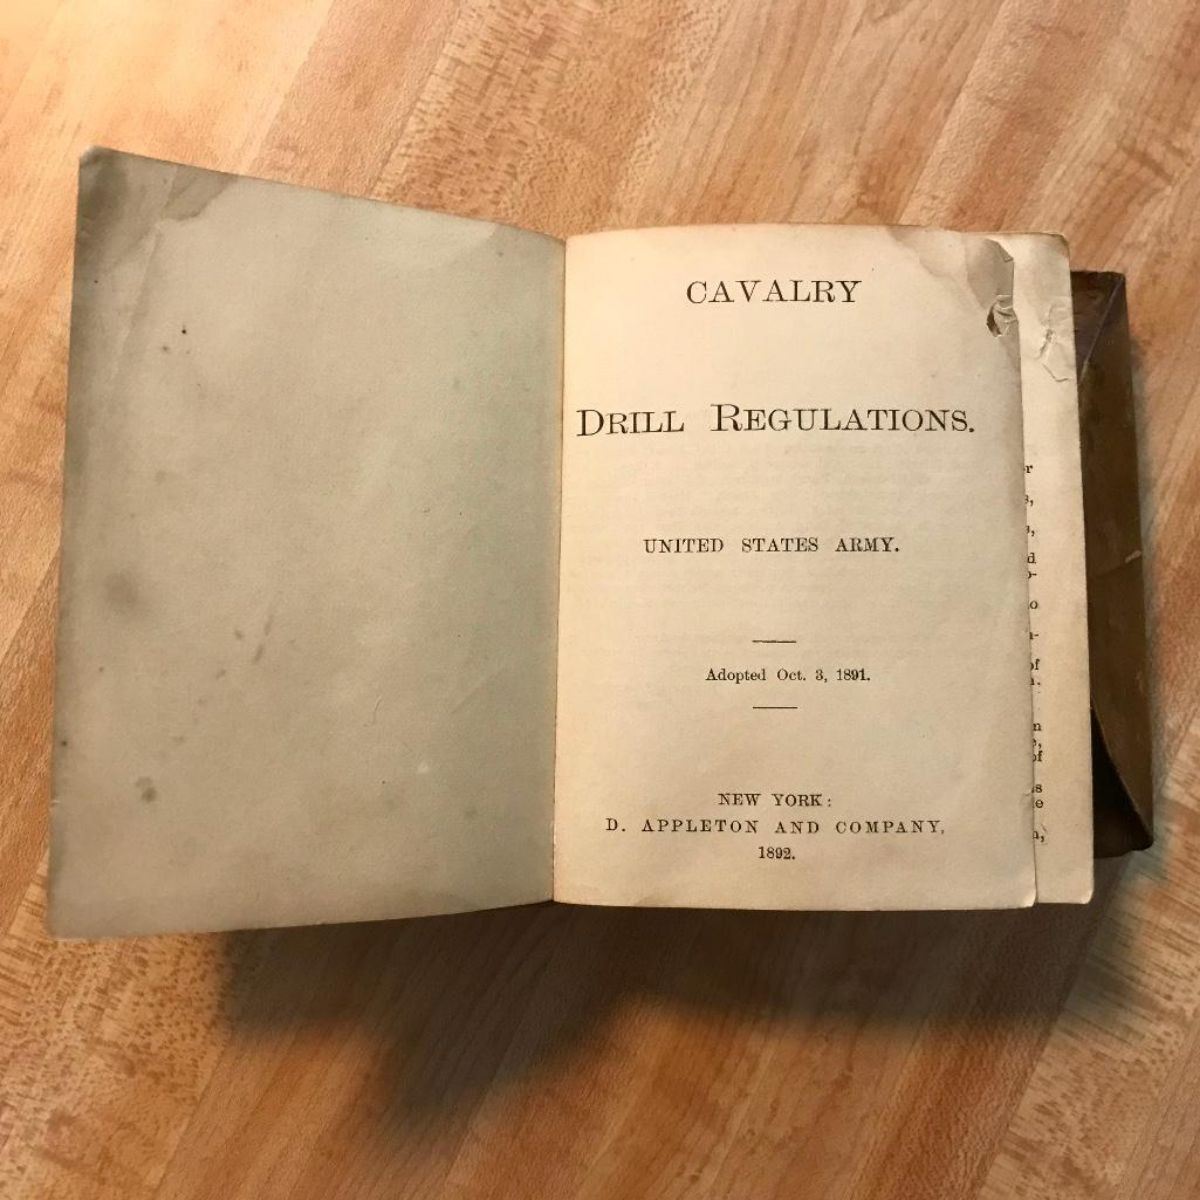 CAVALRY
DRILL REGULATIONS.
UNITED STATES ARMY.
Adopted Oct. 3, 1891.
NEW YORK:
D. APPLETON AND COMPANY,
1892.